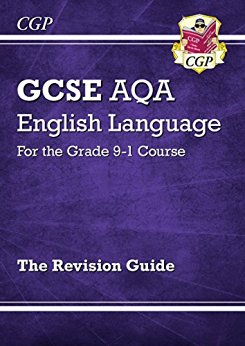 CGP
CGP
GCSE AQA
English Language
For the Grade 9-1 Course
The Revision Guide